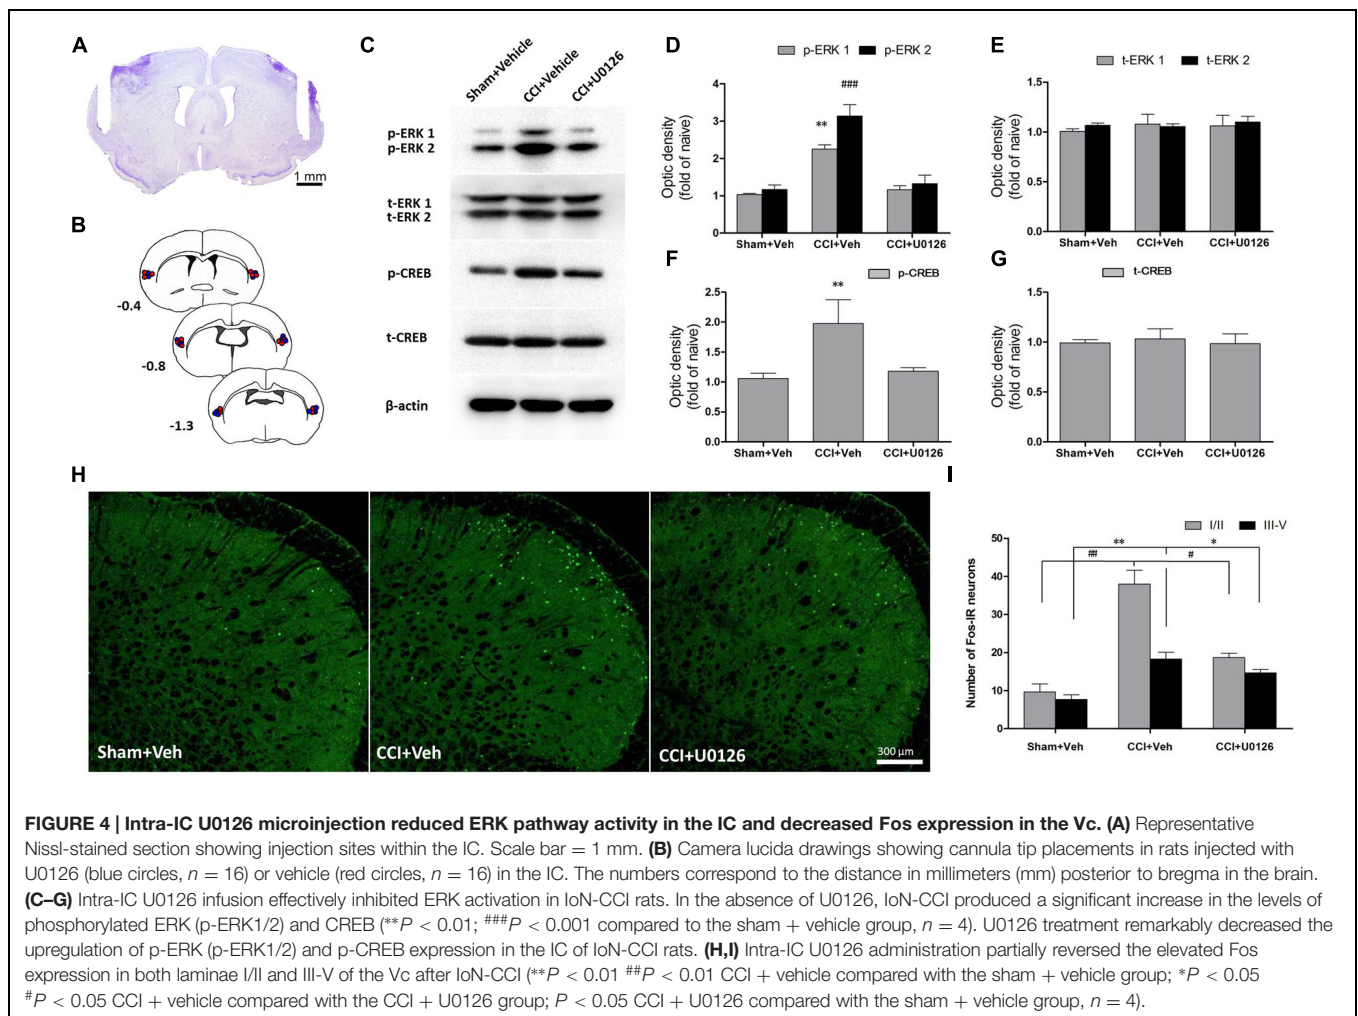 A
1 mm
B
-0.4
-0.8
-1.3
C
Sham+Vehicle
CCI+Vehicle
CCI+U0126
p-ERK 1
p-ERK 2
t-ERK 1
t-ERK 2
p-CREB
t-CREB
β-actin
D
p-ERK 1 p-ERK 2
Optic density
(fold of naive)
4
3
2
1
0
**
###
Sham+Veh CCI+Veh CCI+U0126
E
t-ERK 1 t-ERK 2
Optic density
(fold of naive)
1.5
1.0
0.5
0.0
Sham+Veh CCI+Veh CCI+U0126
F
p-CREB
Optic density
(fold of naive)
2.5
2.0
1.5
1.0
0.5
0.0
**
Sham+Veh CCI+Veh CCI+U0126
G
t-CREB
Optic density
(fold of naive)
1.5
1.0
0.5
0.0
Sham+Veh CCI+Veh CCI+U0126
H
Sham+Veh
CCI+Veh
CCI+U0126
300 µm
I
I/II III-V
Number of Fos-IR neurons
50
40
30
20
10
0
** *
## #
Sham+Veh CCI+Veh CCI+U0126
FIGURE 4 | Intra-IC U0126 microinjection reduced ERK pathway activity in the IC and decreased Fos expression in the Vc. (A) Representative
Nissl-stained section showing injection sites within the IC. Scale bar = 1 mm. (B) Camera lucida drawings showing cannula tip placements in rats injected with
U0126 (blue circles, n = 16) or vehicle (red circles, n = 16) in the IC. The numbers correspond to the distance in millimeters (mm) posterior to bregma in the brain.
(C–G) Intra-IC U0126 infusion effectively inhibited ERK activation in IoN-CCI rats. In the absence of U0126, IoN-CCI produced a significant increase in the levels of
phosphorylated ERK (p-ERK1/2) and CREB (**P < 0.01; ###P < 0.001 compared to the sham + vehicle group, n = 4). U0126 treatment remarkably decreased the
upregulation of p-ERK (p-ERK1/2) and p-CREB expression in the IC of IoN-CCI rats. (H,I) Intra-IC U0126 administration partially reversed the elevated Fos
expression in both laminae I/II and III-V of the Vc after IoN-CCI (**P < 0.01 ##P < 0.01 CCI + vehicle compared with the sham + vehicle group; *P < 0.05
#P < 0.05 CCI + vehicle compared with the CCI + U0126 group; P < 0.05 CCI + U0126 compared with the sham + vehicle group, n = 4).